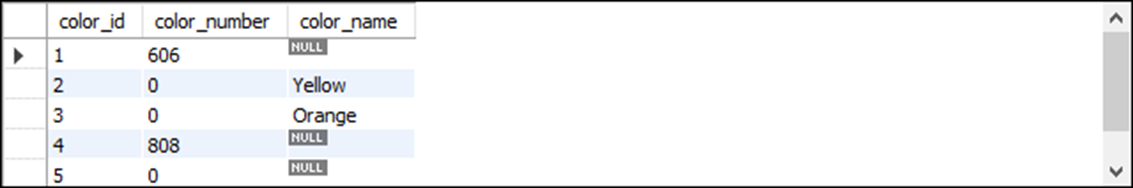 color_id color_number color_name
1 606 NULL
2 0 Yellow
3 0 Orange
4 808 NULL
5 0 NULL